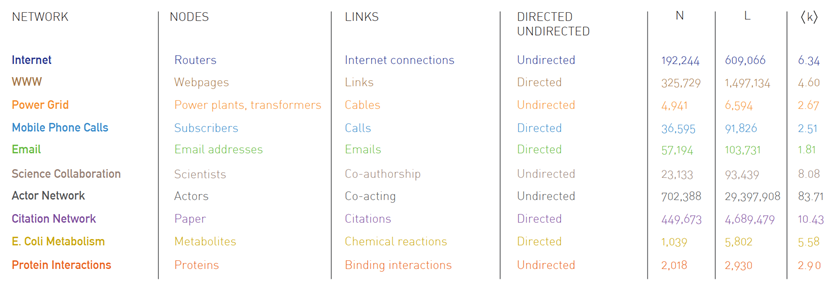 NETWORK NODES LINKS DIRECTED UNDIRECTED N L ⟨k⟩
Internet Routers Internet connections Undirected 192,244 609,066 6.34
WWW Webpages Links Directed 325,729 1,497,134 4.60
Power Grid Power plants, transformers Cables Undirected 4,941 6,594 2.67
Mobile Phone Calls Subscribers Calls Directed 36,595 91,826 2.51
Email Email addresses Emails Directed 57,194 103,731 1.81
Science Collaboration Scientists Co-authorship Undirected 23,133 93,439 8.08
Actor Network Actors Co-acting Undirected 702,388 29,397,908 83.71
Citation Network Paper Citations Directed 449,673 4,689,479 10.43
E. Coli Metabolism Metabolites Chemical reactions Directed 1,039 5,802 5.58
Protein Interactions Proteins Binding interactions Undirected 2,018 2,930 2.90